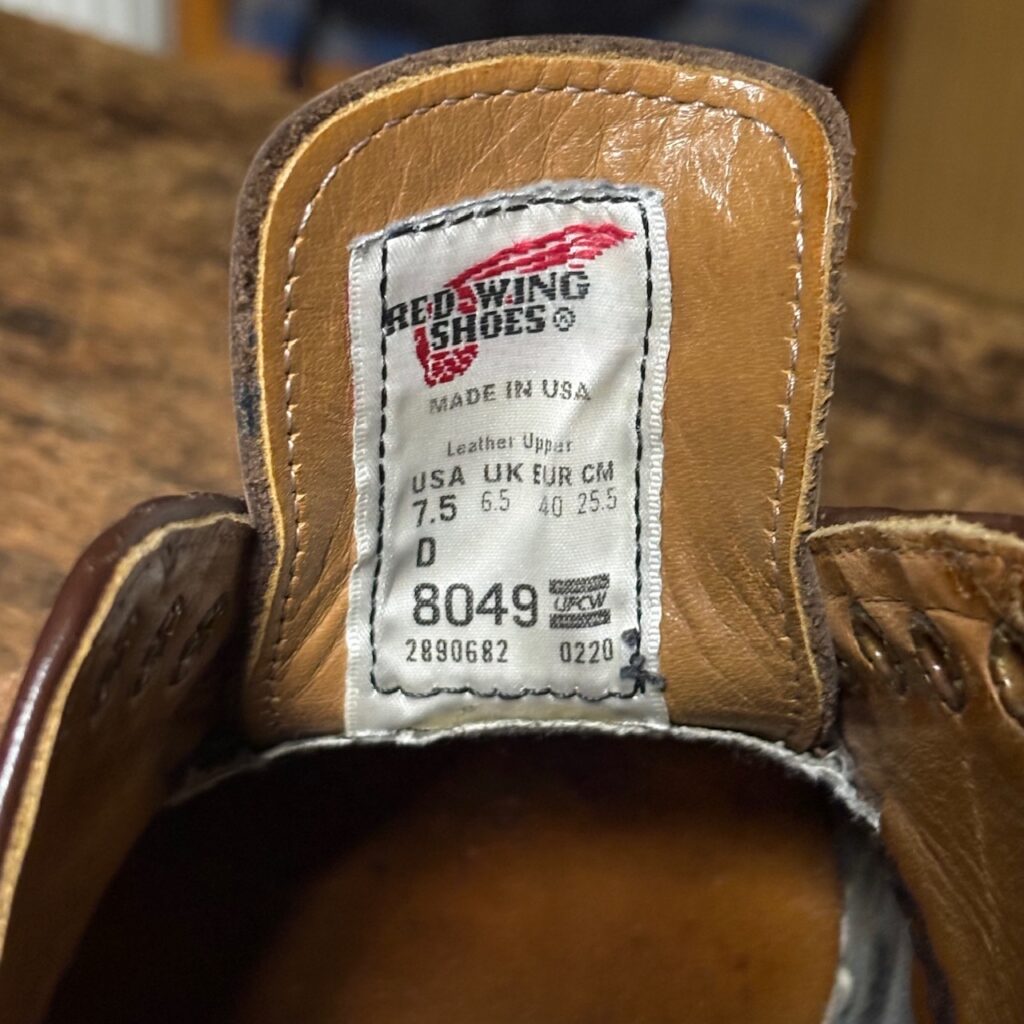 RED WING
SHOES ®
MADE IN USA
Leather Upper
USA UK EUR CM
7.5 6.5 40 25.5
D
8049 UFCW
2890682 0220